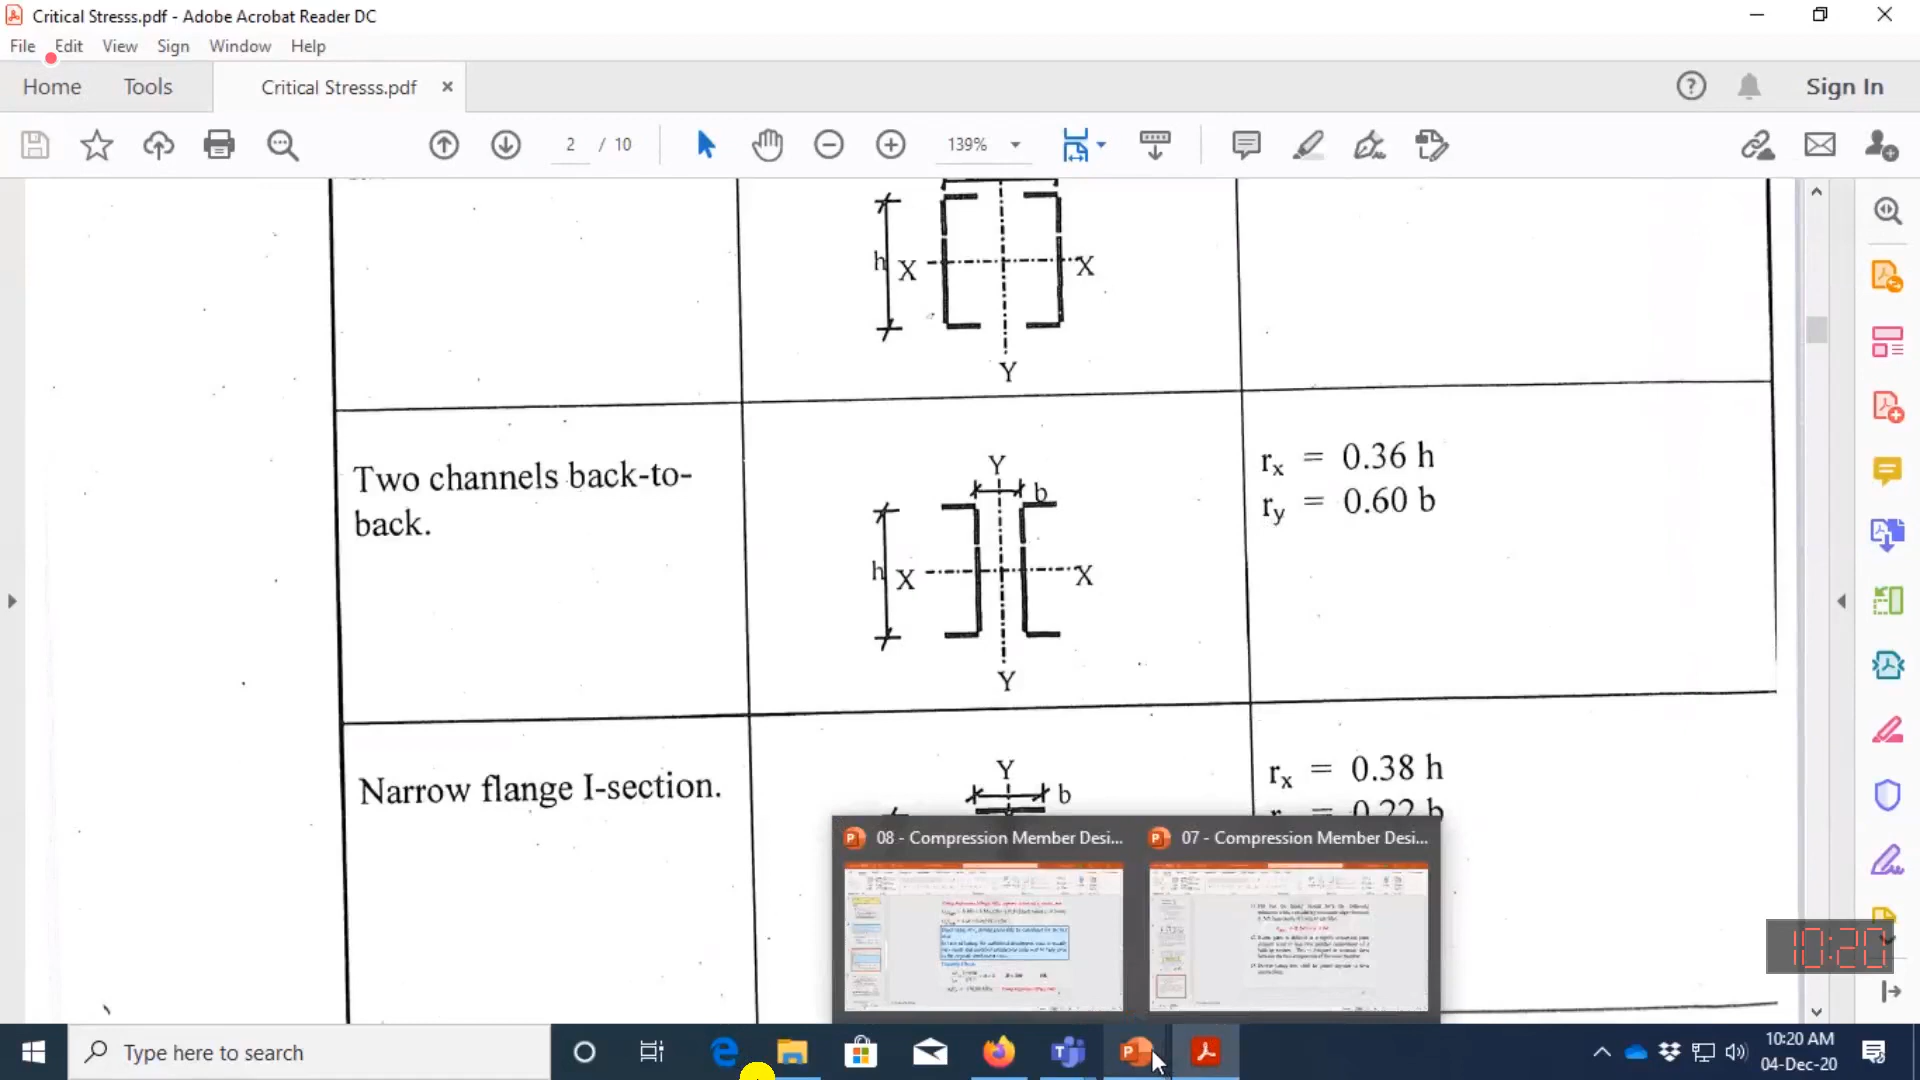 Critical Stresss.pdf - Adobe Acrobat Reader DC
File Edit View Sign Window Help
Home Tools Critical Stresss.pdf × Sign In
2 / 10 139%
h X X
Y
Two channels back-to-
back.
Y
b
h X X
Y
rx = 0.36 h
ry = 0.60 b
Narrow flange I-section.
Y
b
rx = 0.38 h
= 0.22 b
08 - Compression Member Desi...
07 - Compression Member Desi...
10:20
Type here to search
10:20 AM
04-Dec-20